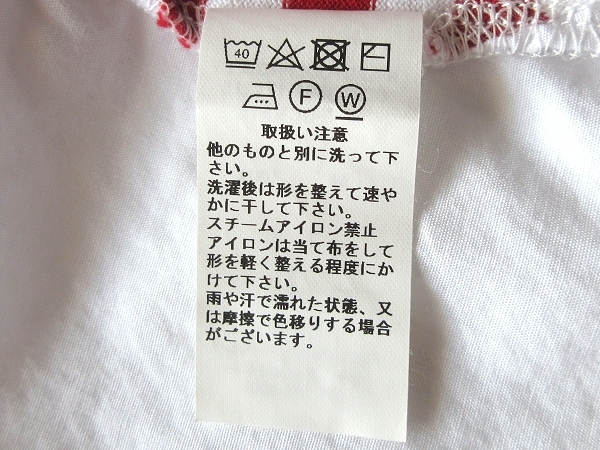 40
F W
取扱い注意
他のものと別に洗って下
さい。
洗濯後は形を整えて速や
かに干して下さい。
スチームアイロン禁止
アイロンは当て布をして
形を軽く整える程度にか
けて下さい。
雨や汗で濡れた状態、又
は摩擦で色移りする場合
がございます。